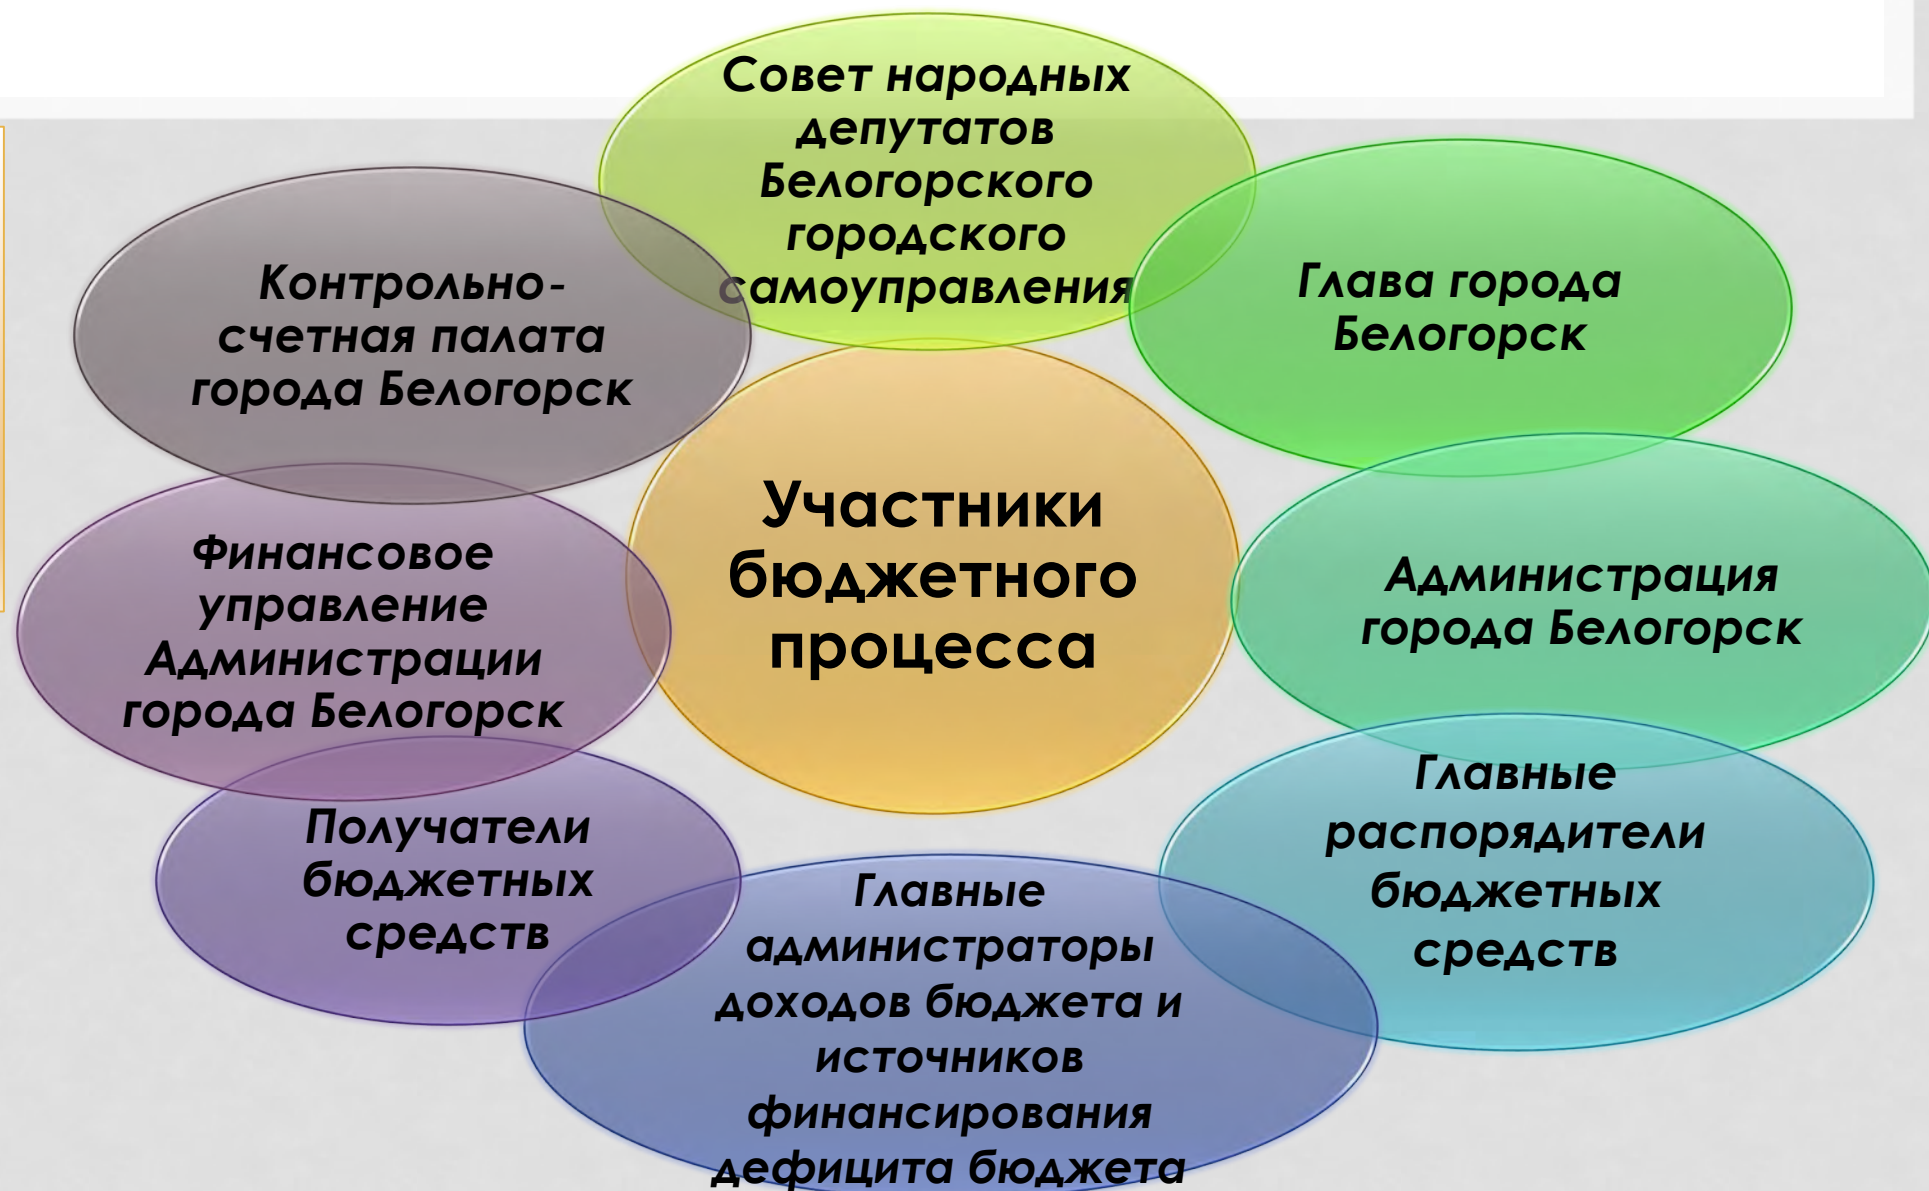 Совет народных
депутатов
Белогорского
городского
самоуправления
Глава города
Белогорск
Администрация
города Белогорск
Главные
распорядители
бюджетных
средств
Главные
администраторы
доходов бюджета и
источников
финансирования
дефицита бюджета
Получатели
бюджетных
средств
Финансовое
управление
Администрации
города Белогорск
Контрольно-
счетная палата
города Белогорск
Участники
бюджетного
процесса